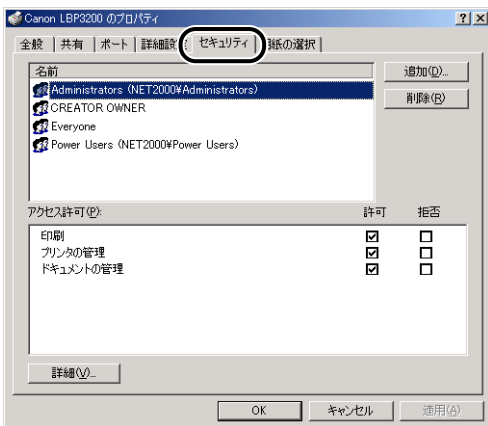 Canon LBP3200 のプロパティ
全般 共有 ポート 詳細設定 セキュリティ 用紙の選択
名前
Administrators (NET2000¥Administrators)
CREATOR OWNER
Everyone
Power Users (NET2000¥Power Users)
追加(D)...
削除(R)
アクセス許可(P): 許可 拒否
印刷
プリンタの管理
ドキュメントの管理
詳細(V)...
OK キャンセル 適用(A)